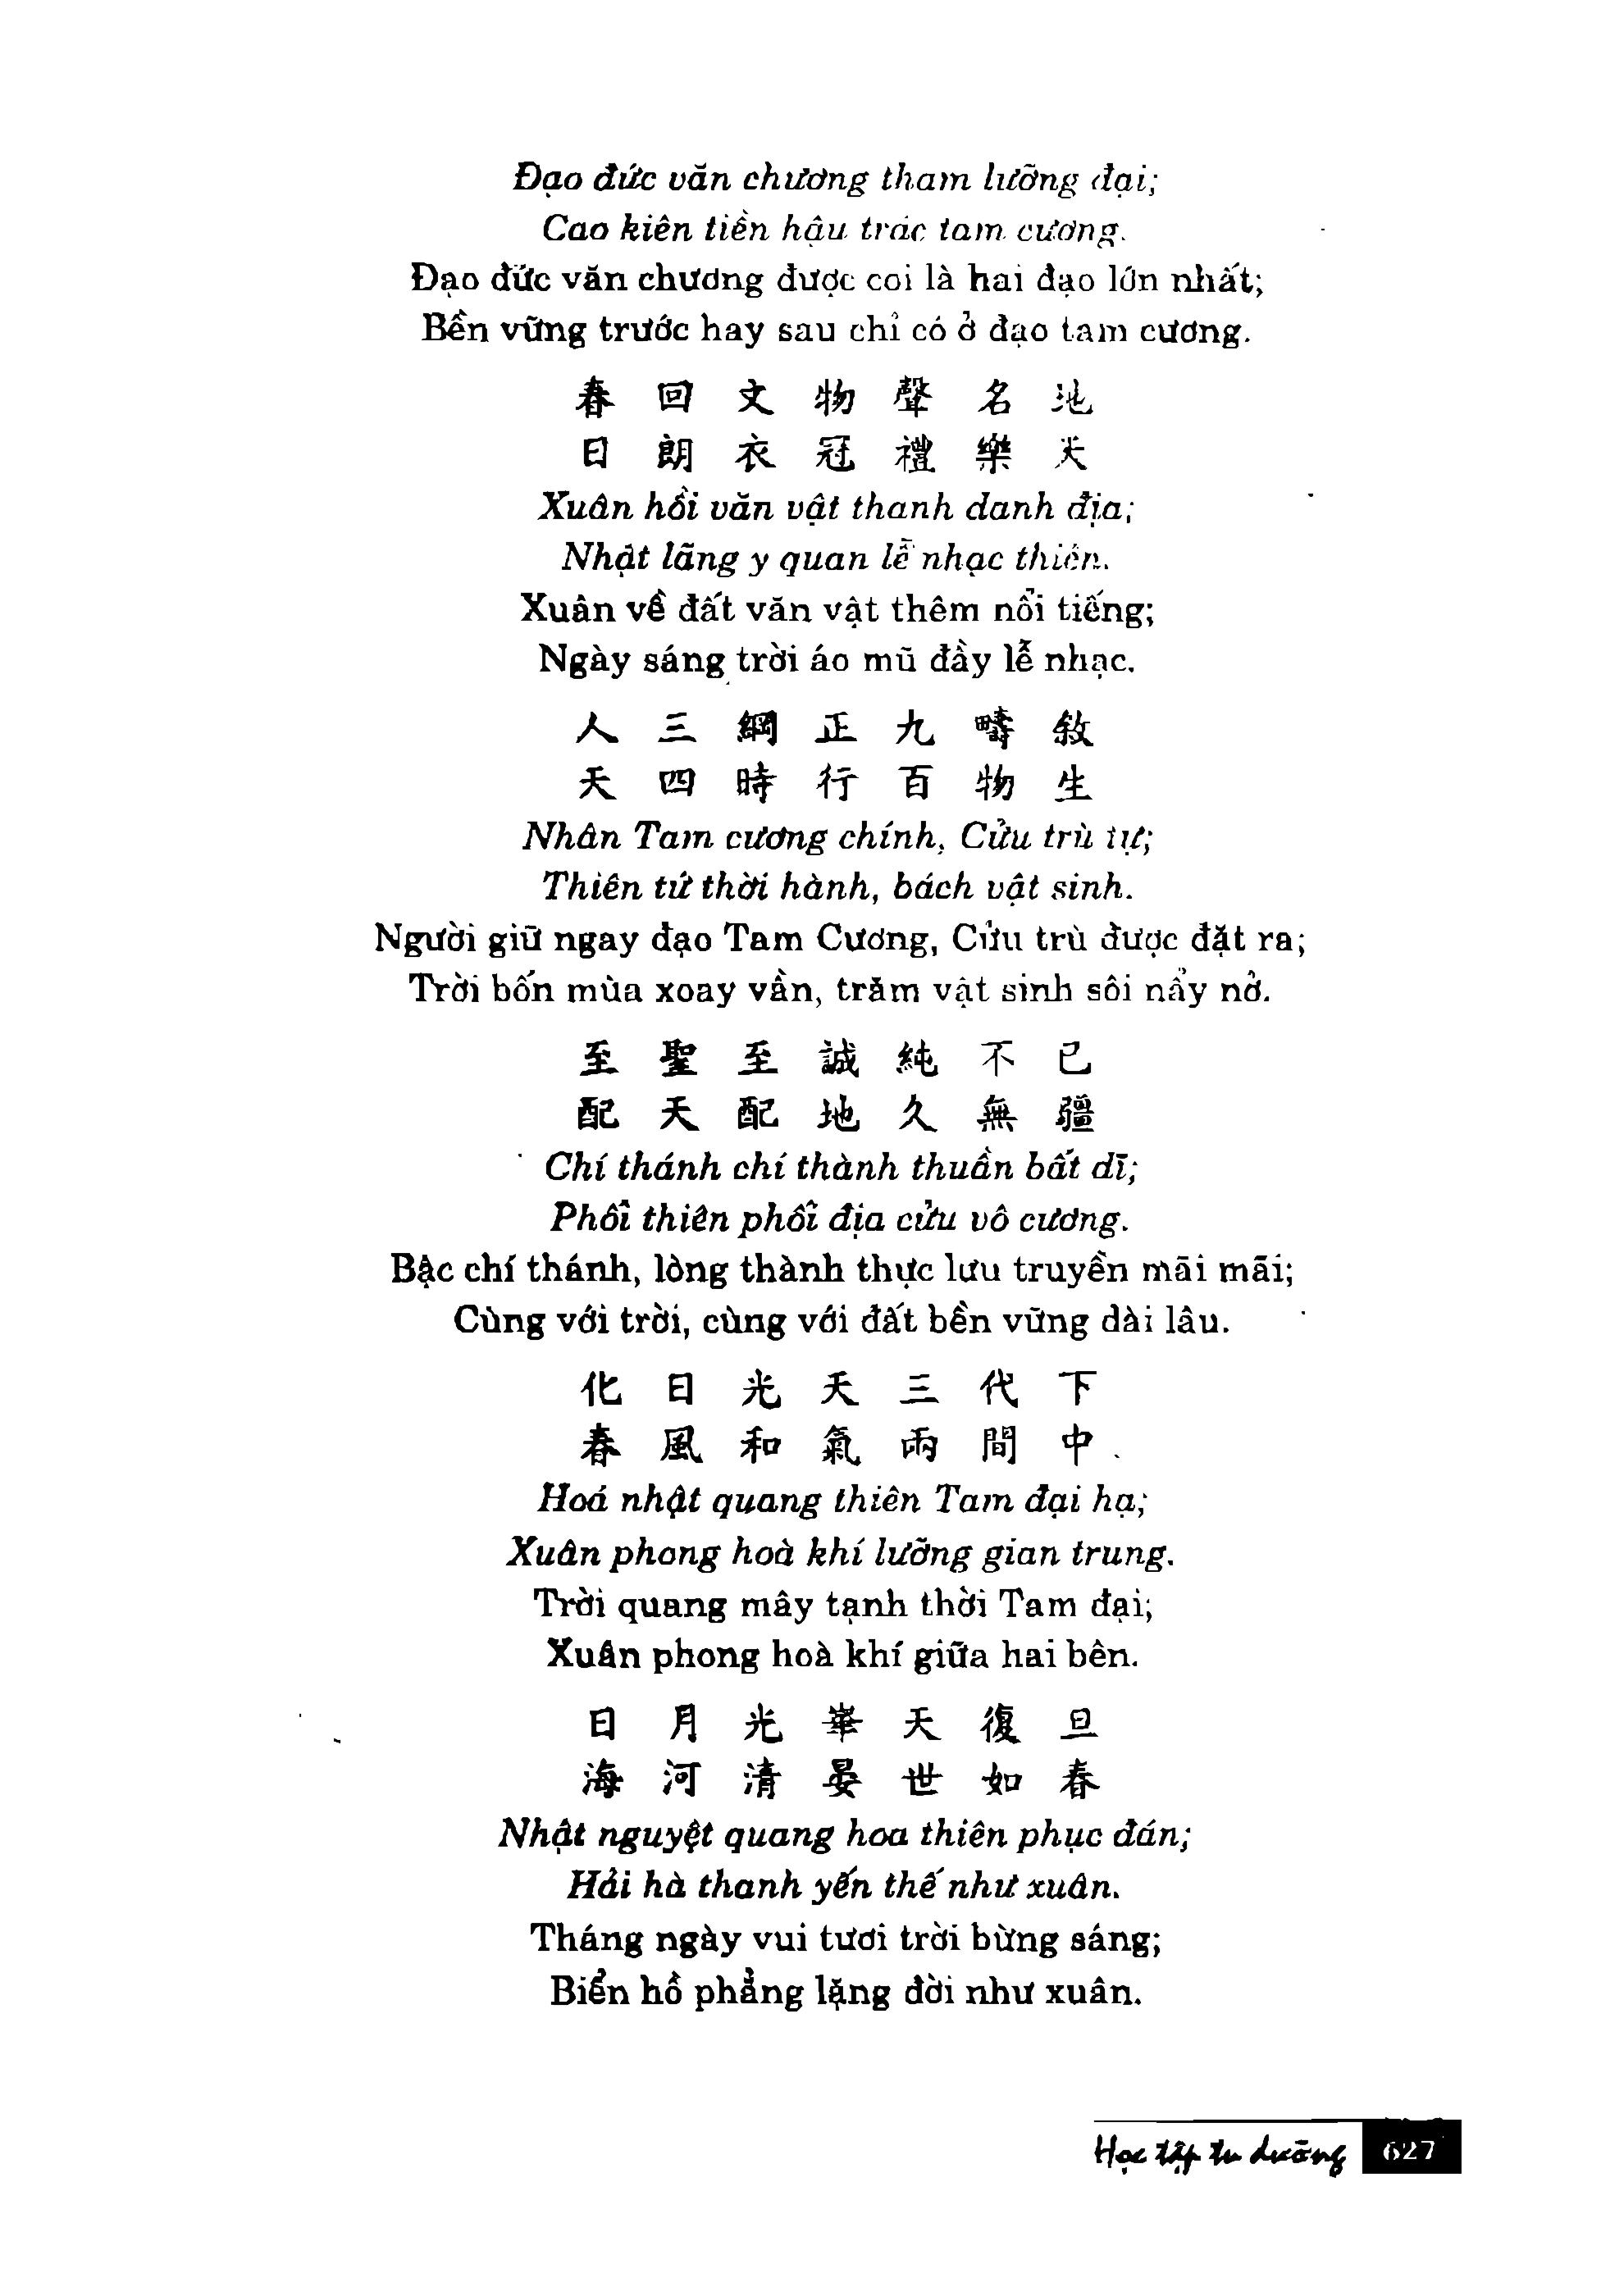 Đạo đức văn chương tham lưỡng đại;
Cao kiên tiền hậu trác tam cương.
Đạo đức văn chương được coi là hai đạo lớn nhất;
Bền vững trước hay sau chỉ có ở đạo tam cương.
春 回 文 物 聲 名 地
日 朗 衣 冠 禮 樂 天
Xuân hồi văn vật thanh danh địa;
Nhật lãng y quan lễ nhạc thiên.
Xuân về đất văn vật thêm nổi tiếng;
Ngày sáng trời áo mũ đầy lễ nhạc.
人 三 綱 正 九 疇 敘
天 四 時 行 百 物 生
Nhân Tam cương chính, Cửu trù tự;
Thiên tứ thời hành, bách vật sinh.
Người giữ ngay đạo Tam Cương, Cửu trù được đặt ra;
Trời bốn mùa xoay vần, trăm vật sinh sôi nẩy nở.
至 聖 至 誠 純 不 已
配 天 配 地 久 無 疆
Chí thánh chí thành thuần bất dĩ;
Phối thiên phối địa cửu vô cương.
Bậc chí thánh, lòng thành thực lưu truyền mãi mãi;
Cùng với trời, cùng với đất bền vững dài lâu.
化 日 光 天 三 代 下
春 風 和 氣 兩 間 中
Hoá nhật quang thiên Tam đại hạ;
Xuân phong hoà khí lưỡng gian trung.
Trời quang mây tạnh thời Tam đại;
Xuân phong hoà khí giữa hai bên.
日 月 光 華 天 復 旦
海 河 清 晏 世 如 春
Nhật nguyệt quang hoa thiên phục đán;
Hải hà thanh yến thế như xuân.
Tháng ngày vui tươi trời bừng sáng;
Biển hồ phẳng lặng đời như xuân.
Học tập tu dưỡng 627